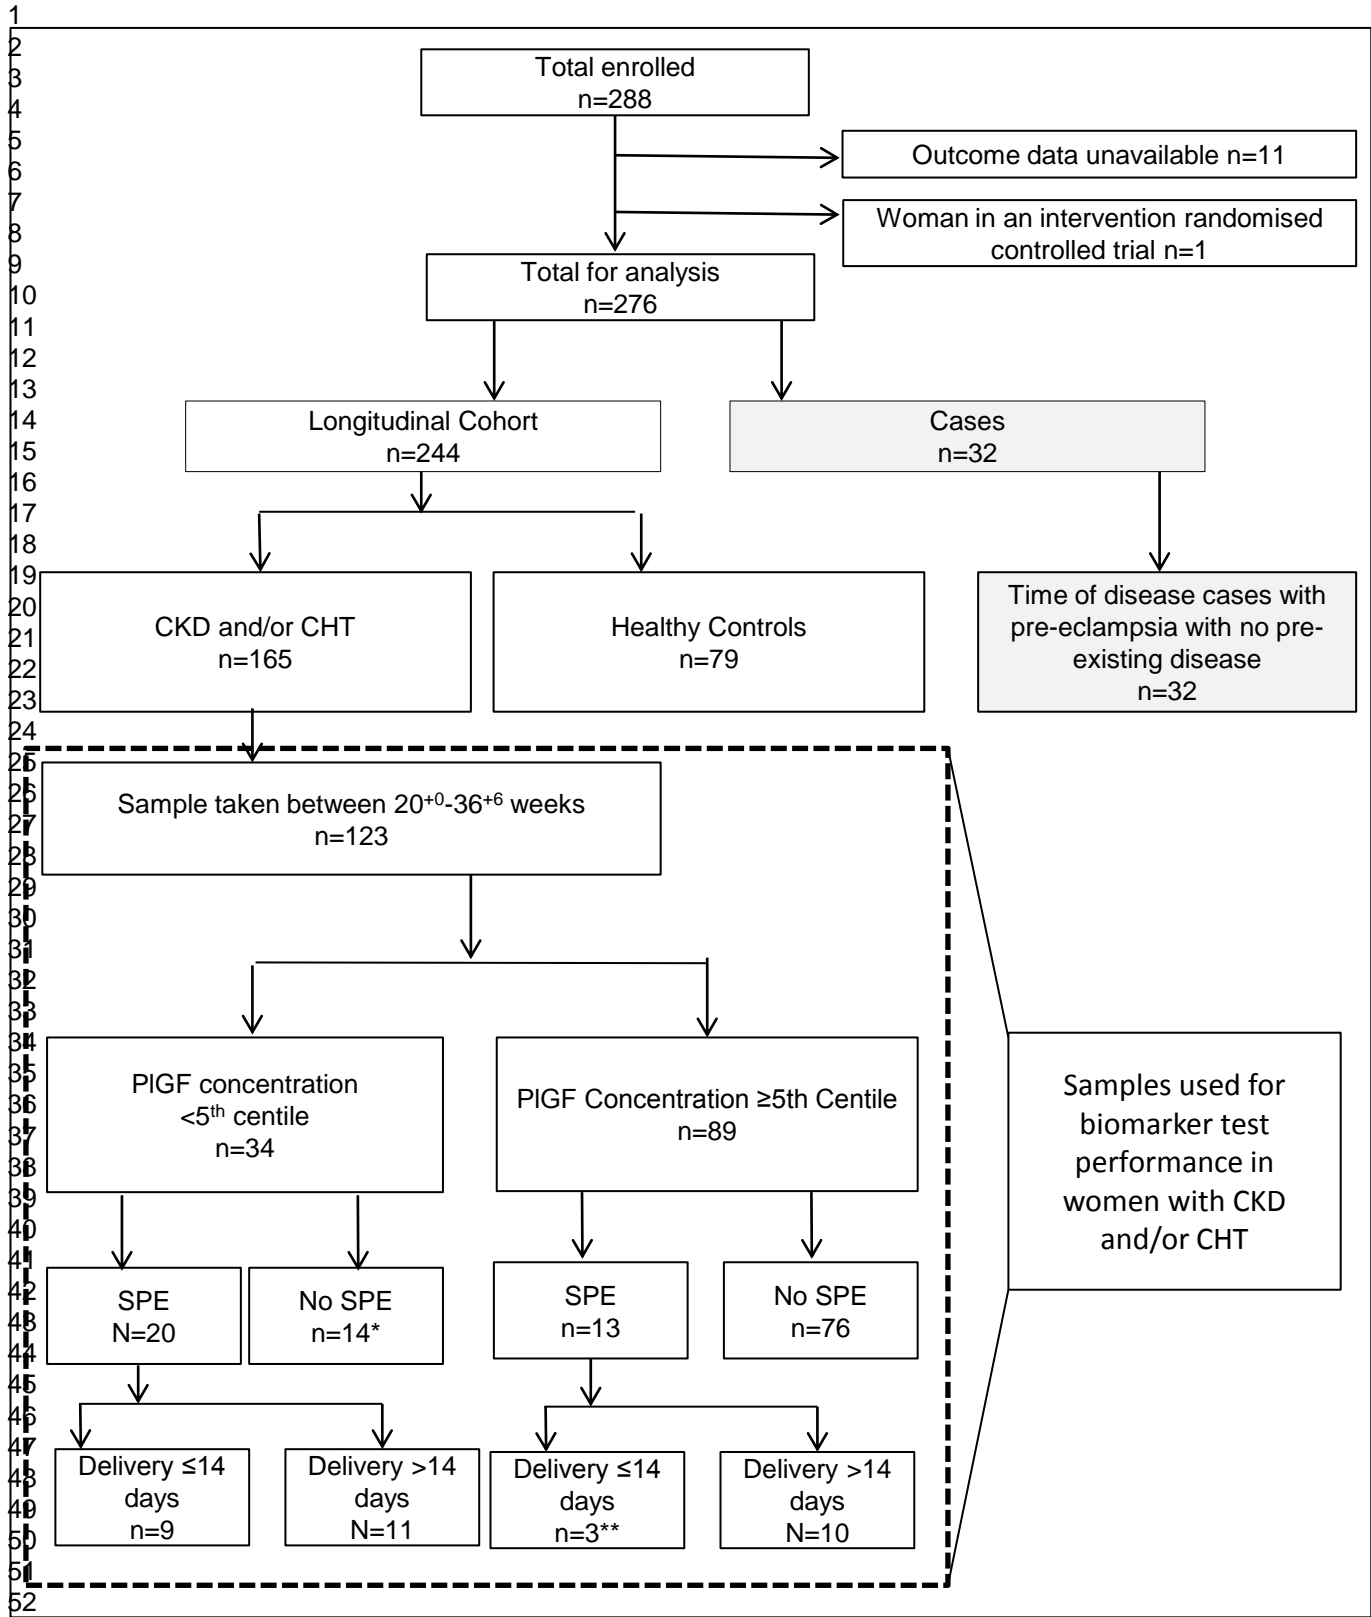 1
2
3
4
5
6
7
8
9
10
11
12
13
14
15
16
17
18
19
20
21
22
23
24
25
26
27
28
29
30
31
32
33
34
35
36
37
38
39
40
41
42
43
44
45
46
47
48
49
50
51
52
Total enrolled
n=288
Outcome data unavailable n=11
Woman in an intervention randomised
controlled trial n=1
Total for analysis
n=276
Longitudinal Cohort
n=244
Cases
n=32
CKD and/or CHT
n=165
Healthy Controls
n=79
Time of disease cases with
pre-eclampsia with no pre-
existing disease
n=32
Sample taken between 20⁺⁰-36⁺⁶ weeks
n=123
PlGF concentration
<5ᵗʰ centile
n=34
PlGF Concentration ≥5th Centile
n=89
Samples used for
biomarker test
performance in
women with CKD
and/or CHT
SPE
N=20
No SPE
n=14*
SPE
n=13
No SPE
n=76
Delivery ≤14
days
n=9
Delivery >14
days
N=11
Delivery ≤14
days
n=3**
Delivery >14
days
N=10